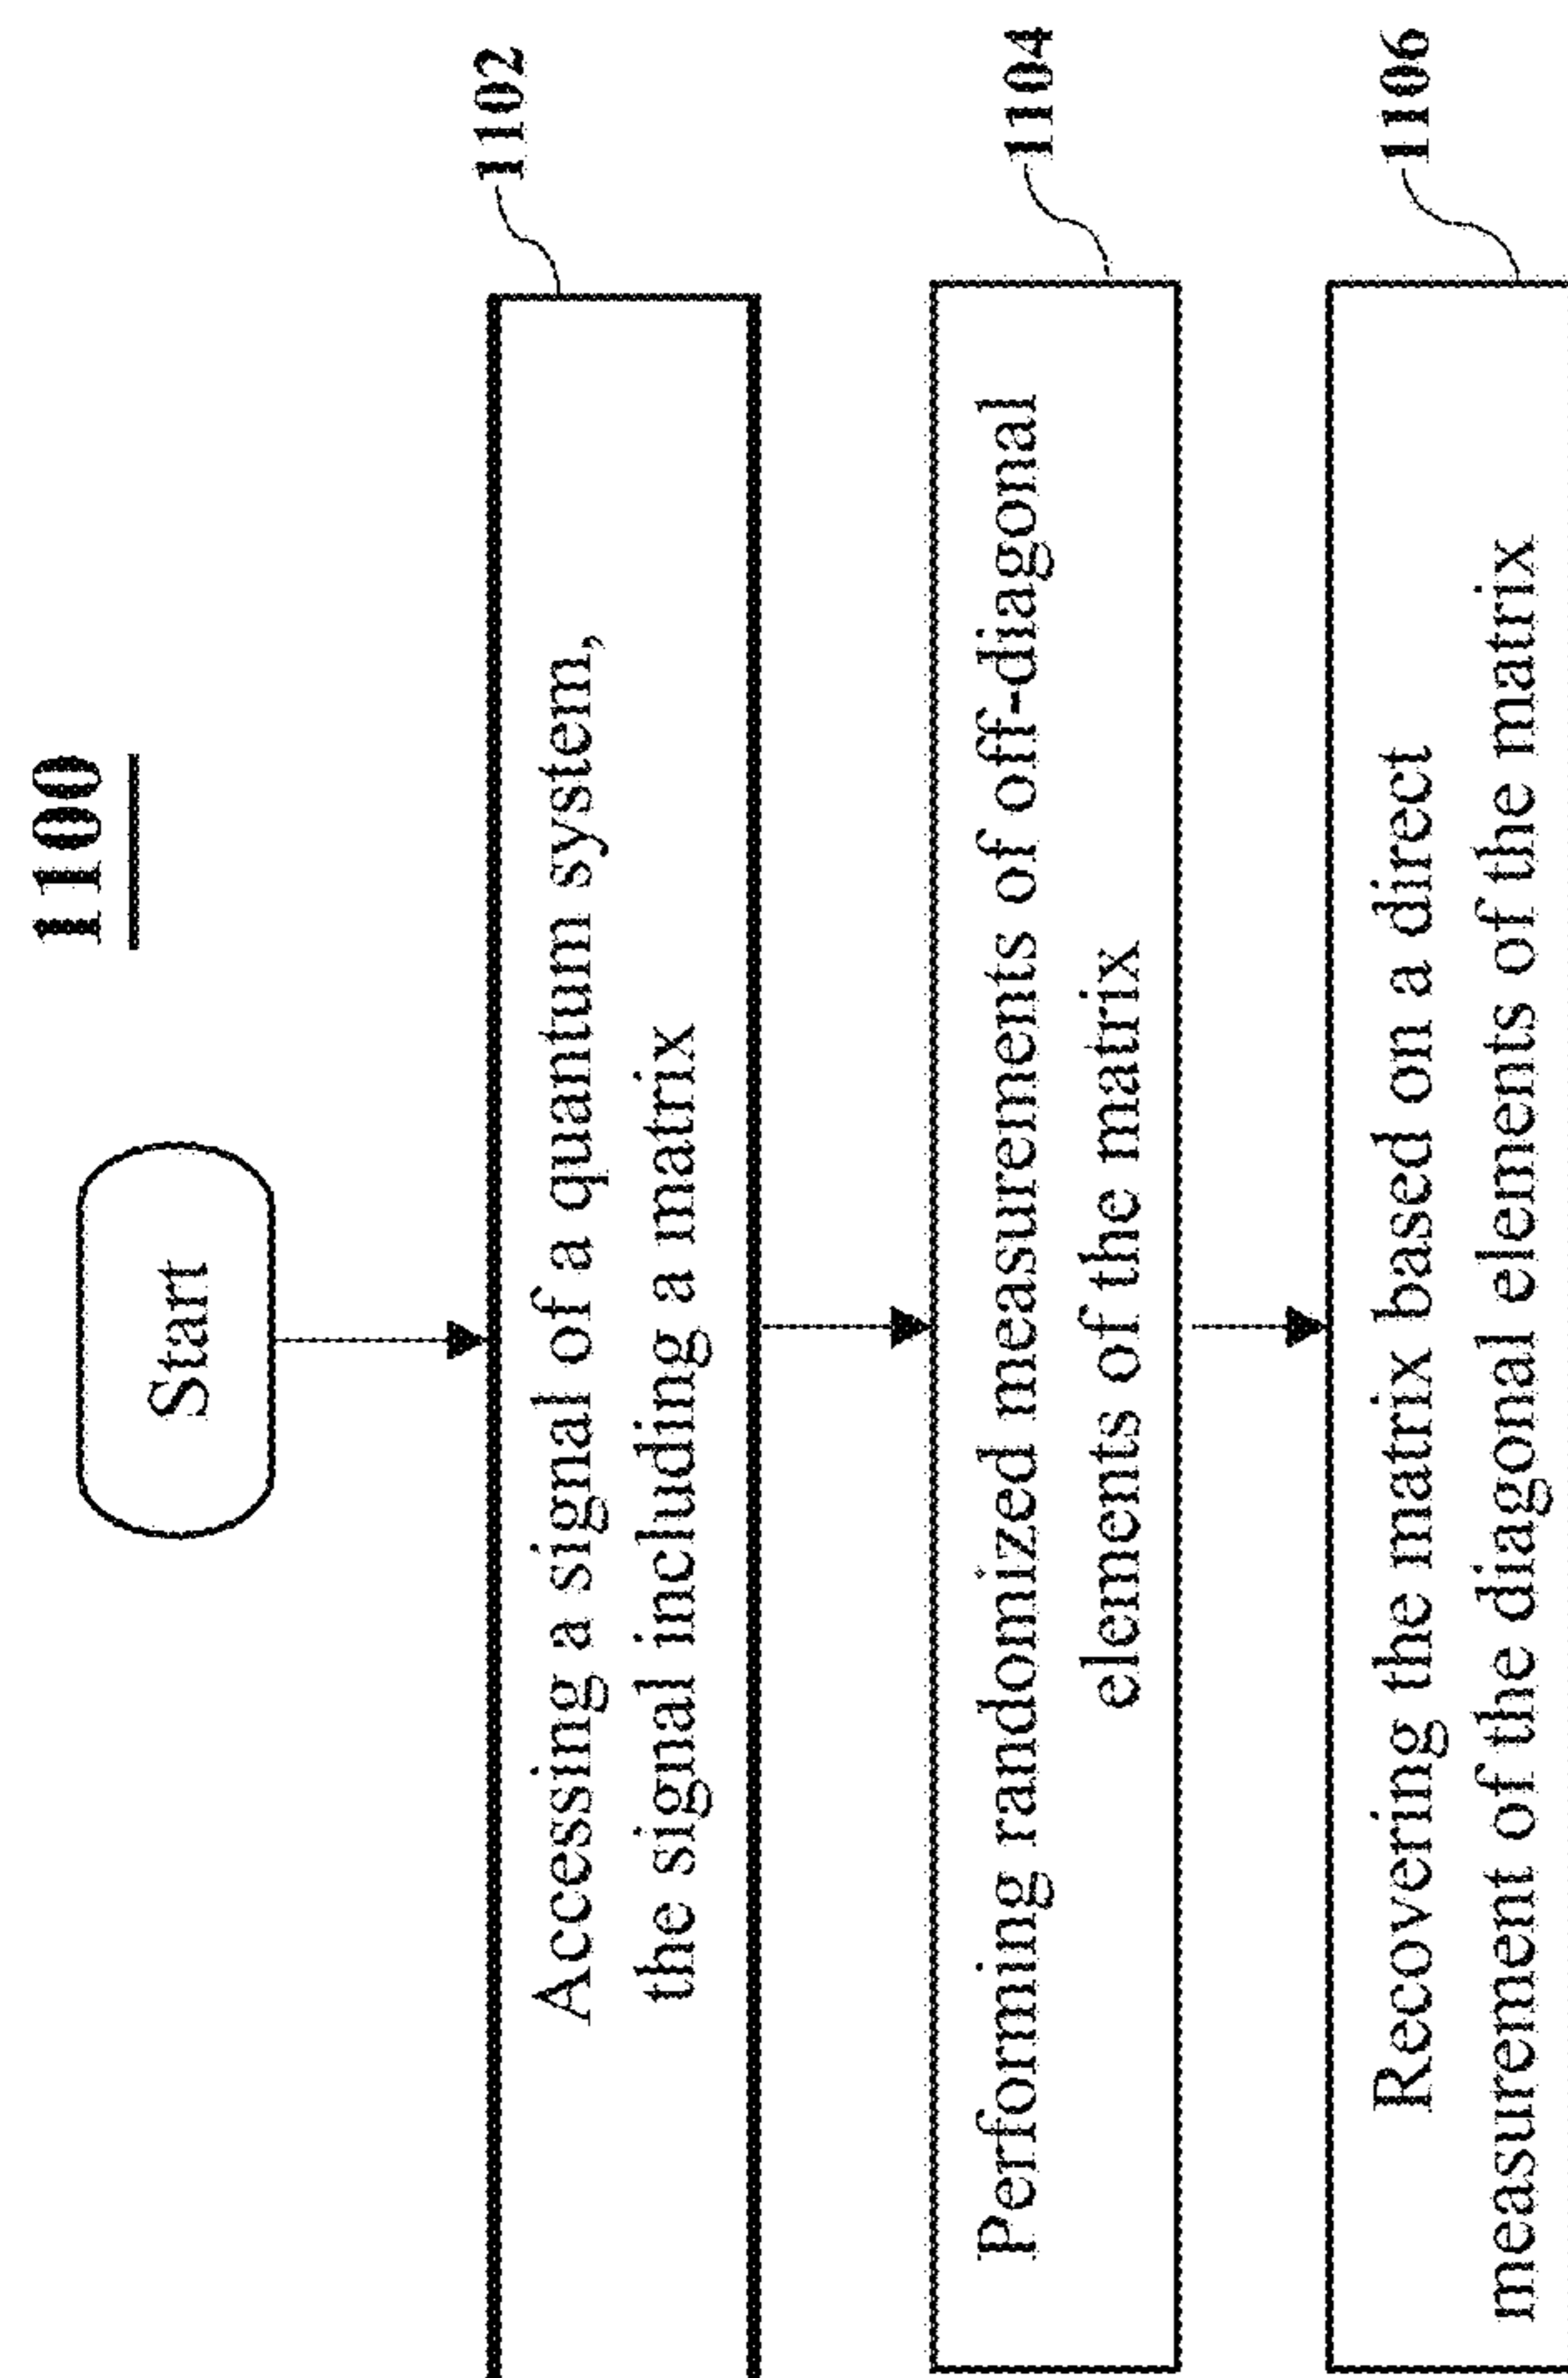 1100
Start
1102
Accessing a signal of a quantum system,
the signal including a matrix
1104
Performing randomized measurements of off-diagonal
elements of the matrix
1106
Recovering the matrix based on a direct
measurement of the diagonal elements of the matrix